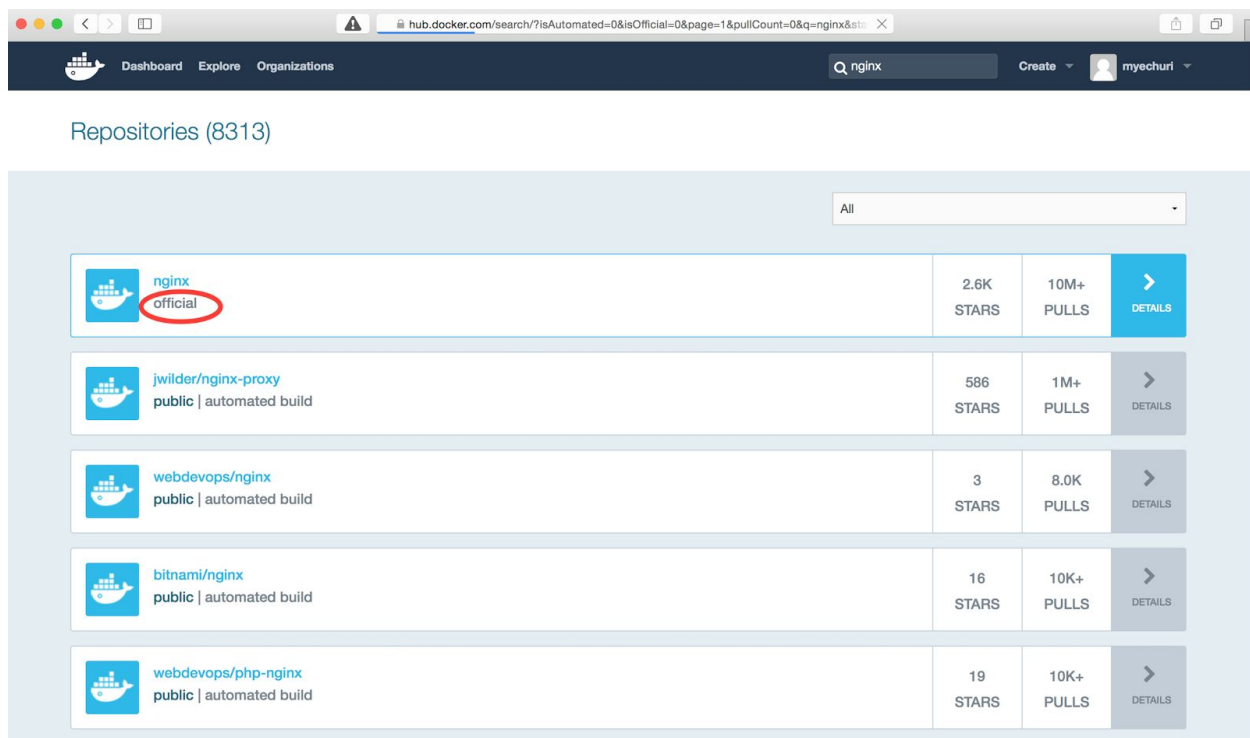 hub.docker.com/search/?isAutomated=0&isOfficial=0&page=1&pullCount=0&q=nginx&sta
Dashboard Explore Organizations nginx Create myechuri
Repositories (8313)
All
nginx
official
2.6K
STARS
10M+
PULLS
DETAILS
jwilder/nginx-proxy
public | automated build
586
STARS
1M+
PULLS
DETAILS
webdevops/nginx
public | automated build
3
STARS
8.0K
PULLS
DETAILS
bitnami/nginx
public | automated build
16
STARS
10K+
PULLS
DETAILS
webdevops/php-nginx
public | automated build
19
STARS
10K+
PULLS
DETAILS